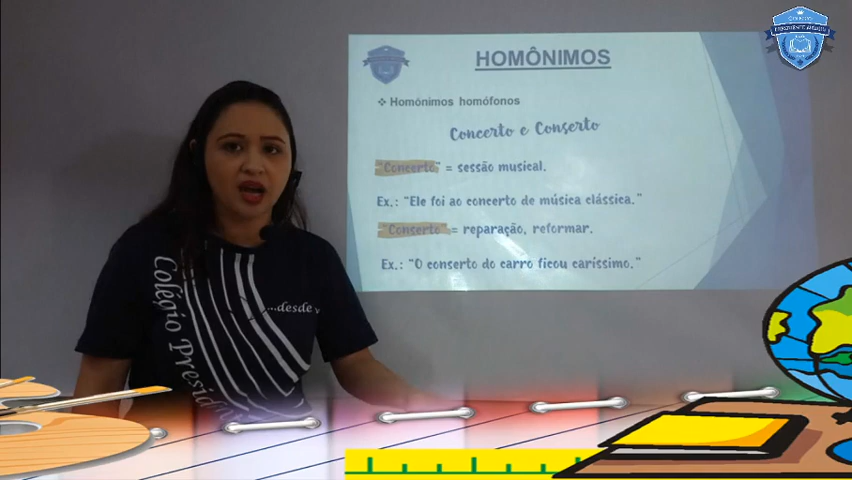 HOMÔNIMOS
❖ Homônimos homófonos
Concerto e Conserto
"Concerto" = sessão musical.
Ex.: "Ele foi ao concerto de música clássica."
"Conserto" = reparação, reformar.
Ex.: "O conserto do carro ficou caríssimo."
Colégio
...desde